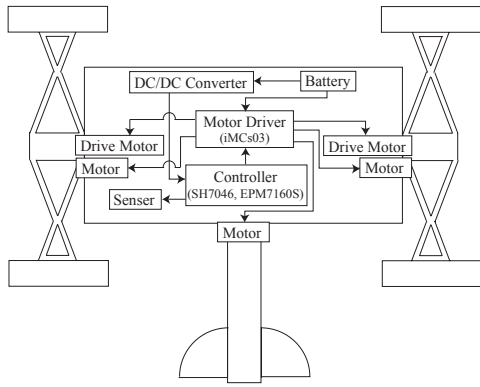 DC/DC Converter
Battery
Motor Driver
(iMCs03)
Drive Motor
Drive Motor
Motor
Motor
Controller
(SH7046, EPM7160S)
Senser
Motor